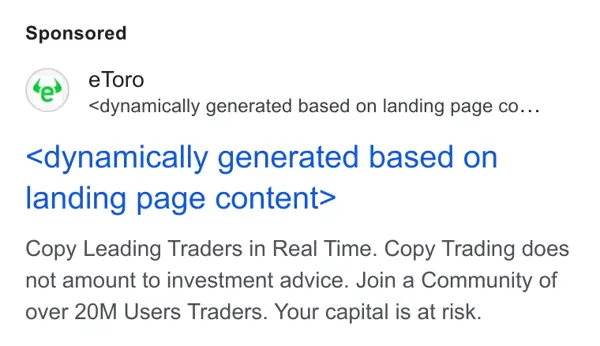 Sponsored
eToro
<dynamically generated based on landing page co...
<dynamically generated based on
landing page content>
Copy Leading Traders in Real Time. Copy Trading does
not amount to investment advice. Join a Community of
over 20M Users Traders. Your capital is at risk.